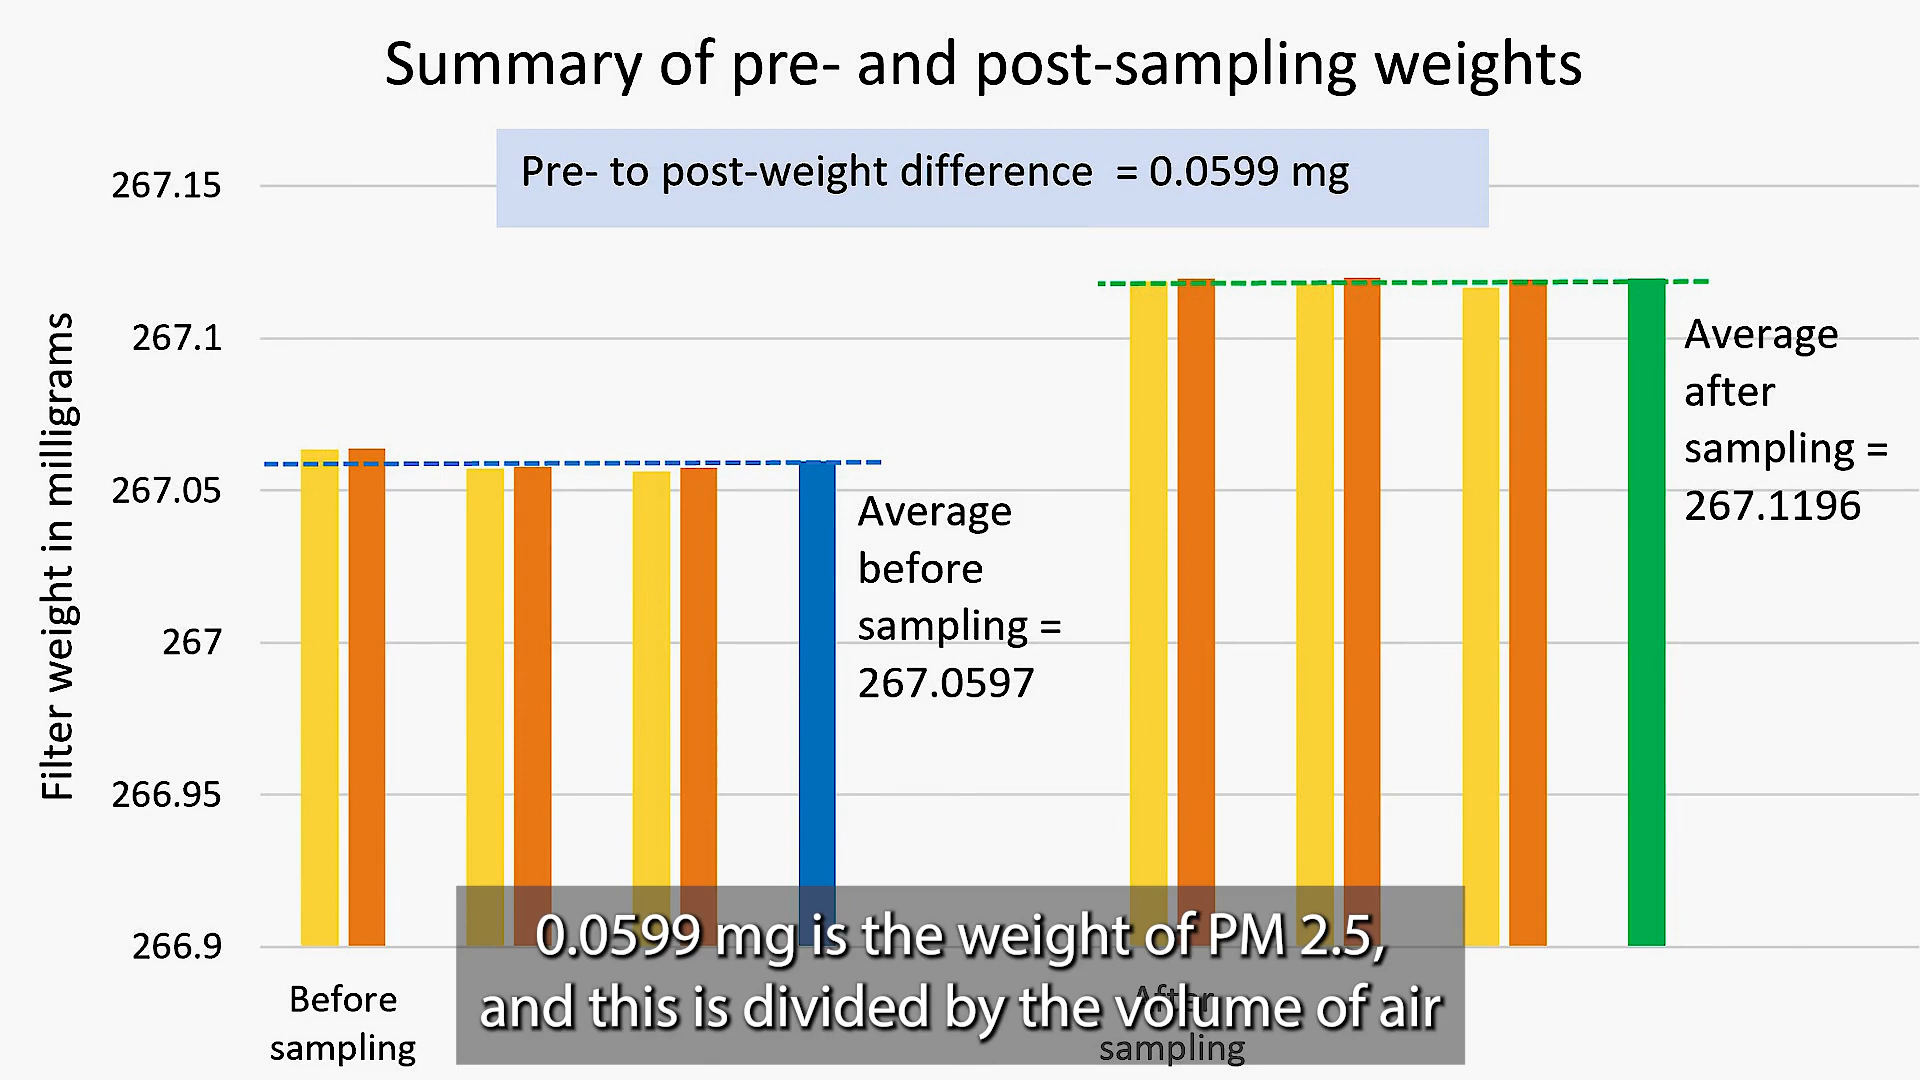 Summary of pre- and post-sampling weights
Pre- to post-weight difference = 0.0599 mg
267.15
267.1
267.05
267
266.95
266.9
Filter weight in milligrams
Average
before
sampling =
267.0597
Average
after
sampling =
267.1196
Before
sampling
After
sampling
0.0599 mg is the weight of PM 2.5,
and this is divided by the volume of air